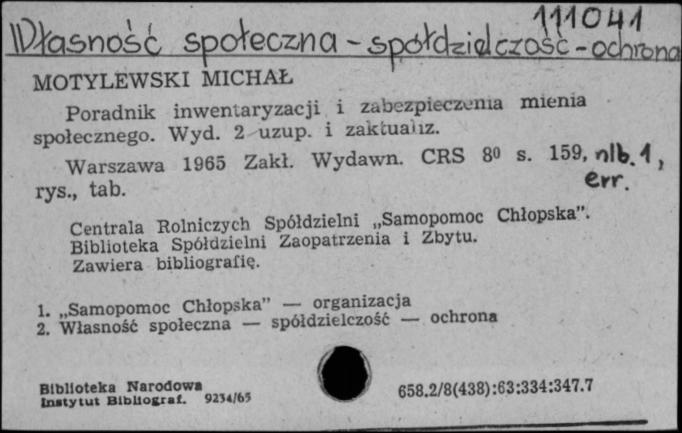 111041
Własność społeczna - spółdzielczość - ochrona
MOTYLEWSKI MICHAŁ
Poradnik inwentaryzacji i zabezpieczenia mienia
społecznego. Wyd. 2 uzup. i zaktualiz.
Warszawa 1965 Zakł. Wydawn. CRS 8⁰ s. 159, nlb. 1,
rys., tab. err.
Centrala Rolniczych Spółdzielni „Samopomoc Chłopska”.
Biblioteka Spółdzielni Zaopatrzenia i Zbytu.
Zawiera bibliografię.
1. „Samopomoc Chłopska” — organizacja
2. Własność społeczna — spółdzielczość — ochrona
Biblioteka Narodowa
Instytut Bibliograf. 9234/65
658.2/8(438):63:334:347.7